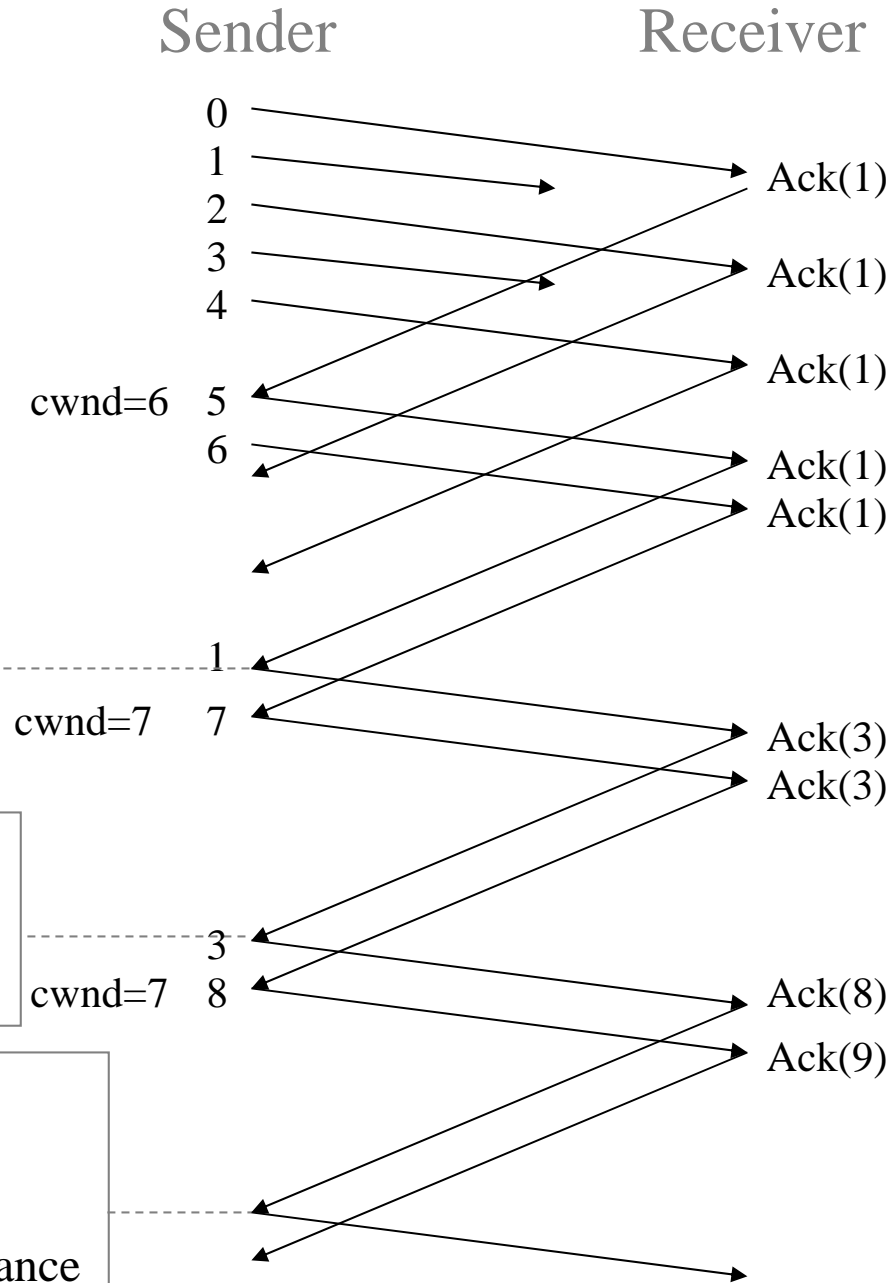 Sender Receiver
0
1 Ack(1)
2
3 Ack(1)
4
Ack(1)
cwnd=6 5
6 Ack(1)
Ack(1)
1
cwnd=7 7 Ack(3)
Ack(3)
3
cwnd=7 8 Ack(8)
Ack(9)